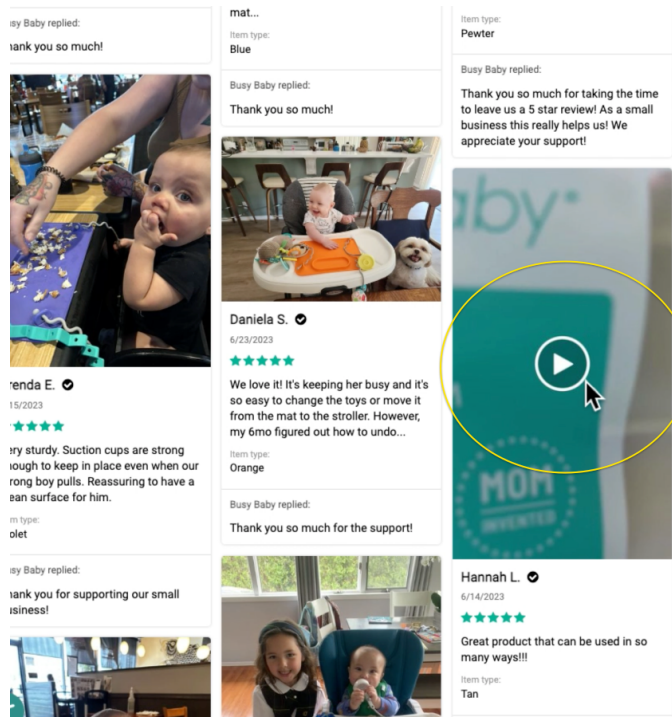 usy Baby replied:
hank you so much!
renda E.
15/2023
ery sturdy. Suction cups are strong
nough to keep in place even when our
rong boy pulls. Reassuring to have a
ean surface for him.
m type:
olet
usy Baby replied:
hank you for supporting our small
usiness!
mat...
Item type:
Blue
Busy Baby replied:
Thank you so much!
Daniela S.
6/23/2023
We love it! It's keeping her busy and it's
so easy to change the toys or move it
from the mat to the stroller. However,
my 6mo figured out how to undo...
Item type:
Orange
Busy Baby replied:
Thank you so much for the support!
Item type:
Pewter
Busy Baby replied:
Thank you so much for taking the time
to leave us a 5 star review! As a small
business this really helps us! We
appreciate your support!
aby
MOM
INVENTED
Hannah L.
6/14/2023
Great product that can be used in so
many ways!!!
Item type:
Tan